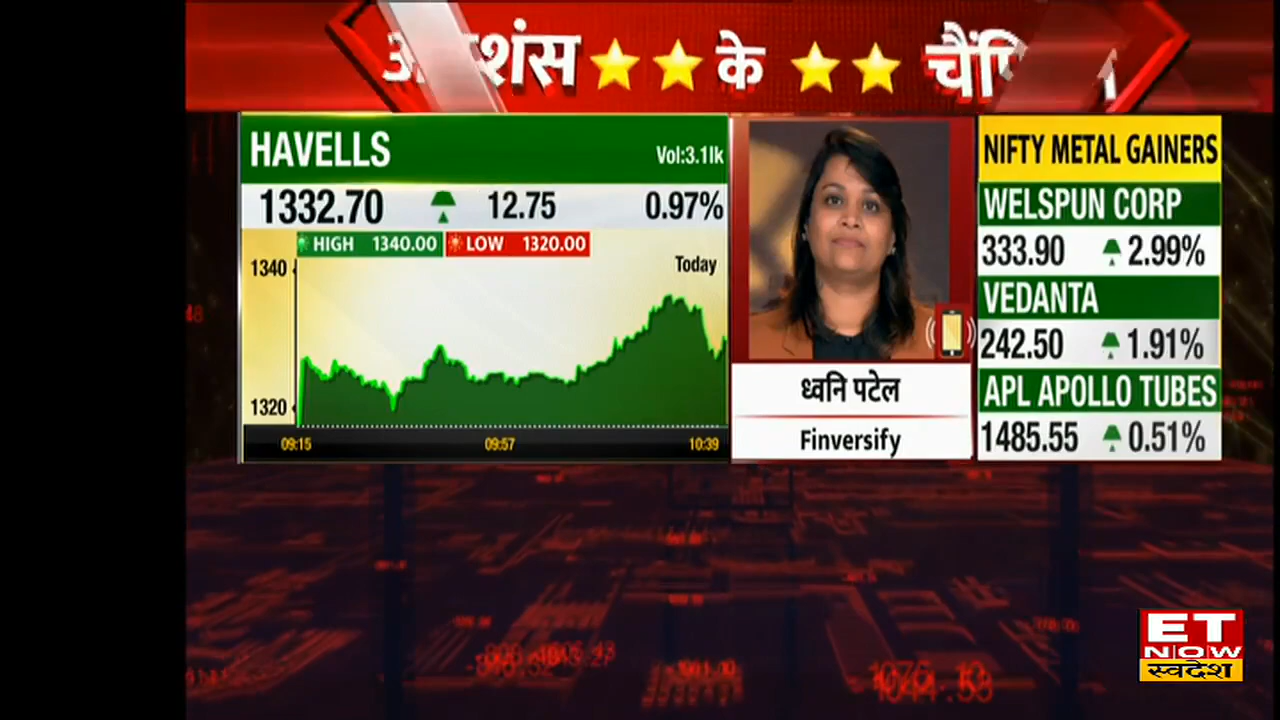 के
HAVELLS
Vol:3.1lk
1332.70 12.75 0.97%
HIGH 1340.00 LOW 1320.00
Today
1340
1320
09:15 09:57 10:39
ध्वनि पटेल
Finversify
NIFTY METAL GAINERS
WELSPUN CORP
333.90 2.99%
VEDANTA
242.50 1.91%
APL APOLLO TUBES
1485.55 0.51%
ET
NOW
स्वदेश